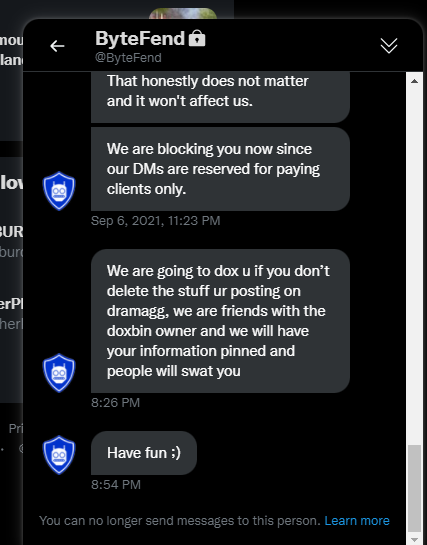 mou
lan
ByteFend
@ByteFend
That honestly does not matter
and it won't affect us.
We are blocking you now since
our DMs are reserved for paying
clients only.
Sep 6, 2021, 11:23 PM
We are going to dox u if you don't
delete the stuff ur posting on
dramagg, we are friends with the
doxbin owner and we will have
your information pinned and
people will swat you
8:26 PM
Have fun ;)
8:54 PM
You can no longer send messages to this person. Learn more
lov
BUR
burc
erPl
herl
Pri